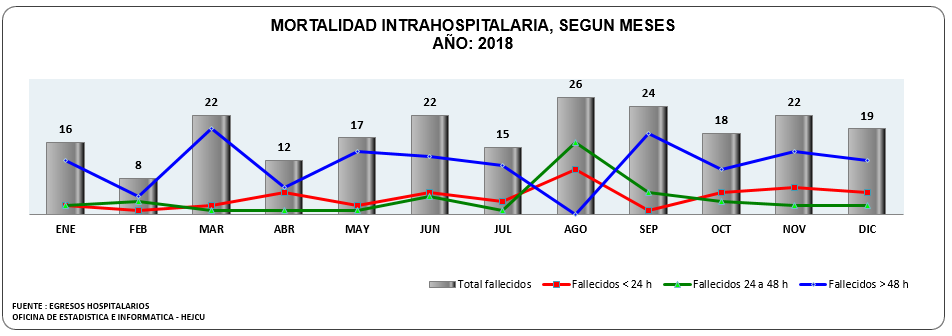 MORTALIDAD INTRAHOSPITALARIA, SEGUN MESES
AÑO: 2018
16 8 22 12 17 22 15 26 24 18 22 19
ENE FEB MAR ABR MAY JUN JUL AGO SEP OCT NOV DIC
Total fallecidos Fallecidos < 24 h Fallecidos 24 a 48 h Fallecidos > 48 h
FUENTE : EGRESOS HOSPITALARIOS
OFICINA DE ESTADISTICA E INFORMATICA - HEJCU